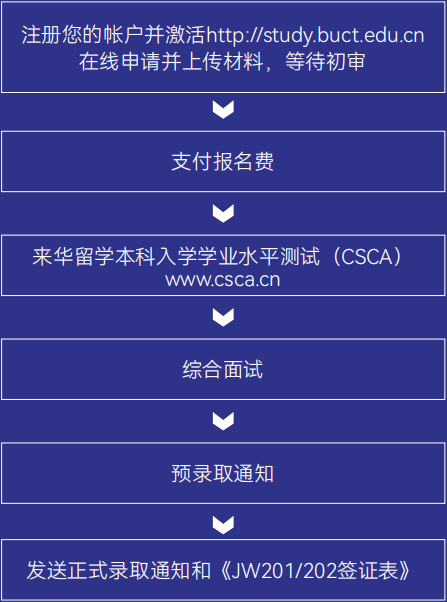 注册您的帐户并激活http://study.buct.edu.cn
在线申请并上传材料，等待初审
支付报名费
来华留学本科入学学业水平测试（CSCA）
www.csca.cn
综合面试
预录取通知
发送正式录取通知和《JW201/202签证表》